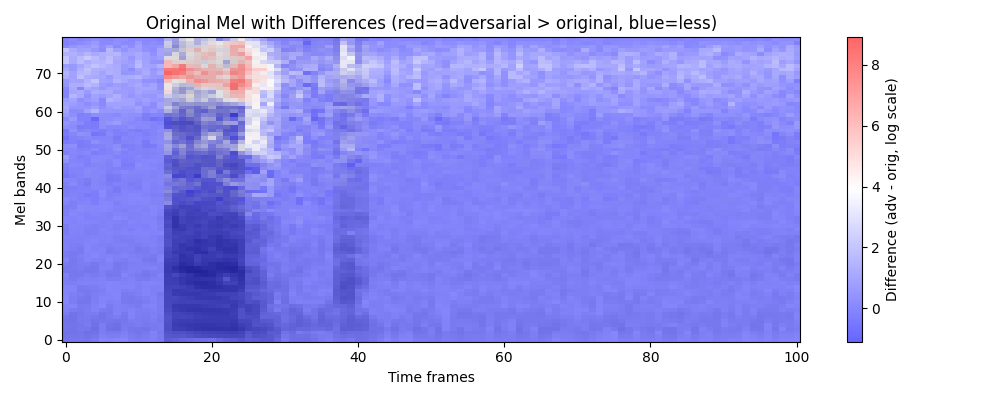 Original Mel with Differences (red=adversarial > original, blue=less)
Mel bands
70
60
50
40
30
20
10
0
0 20 40 60 80 100
Time frames
8
6
4
2
0
Difference (adv - orig, log scale)